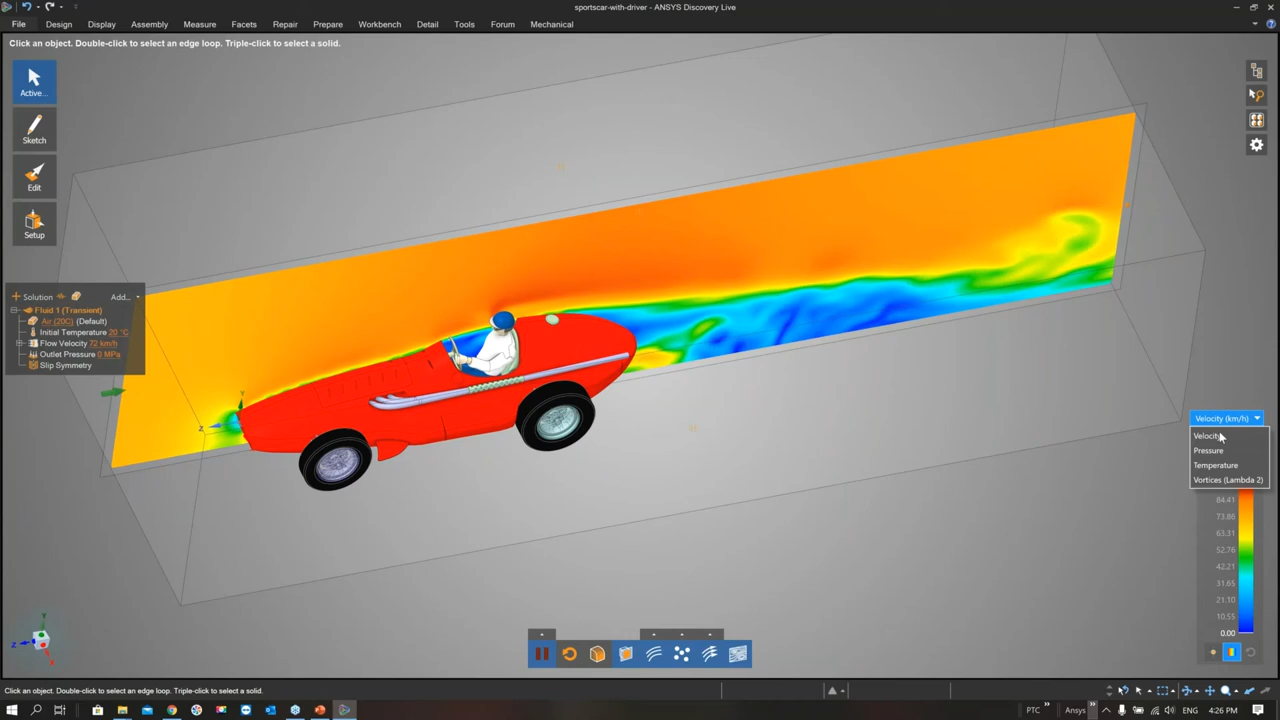 sportscar-with-driver - ANSYS Discovery Live
File Design Display Assembly Measure Facets Repair Prepare Workbench Detail Tools Forum Mechanical
Click an object. Double-click to select an edge loop. Triple-click to select a solid.
Active...
Sketch
Edit
Setup
Solution Add...
Fluid 1 (Transient)
Air (20C) (Default)
Initial Temperature 20 °C
Flow Velocity 72 km/h
Outlet Pressure 0 MPa
Slip Symmetry
Y
Z
Velocity (km/h)
Velocity
Pressure
Temperature
Vortices (Lambda 2)
84.41
73.86
63.31
52.76
42.21
31.65
21.10
10.55
0.00
Y
Z
X
Click an object. Double-click to select an edge loop. Triple-click to select a solid.
PTC » Ansys » ENG 4:26 PM